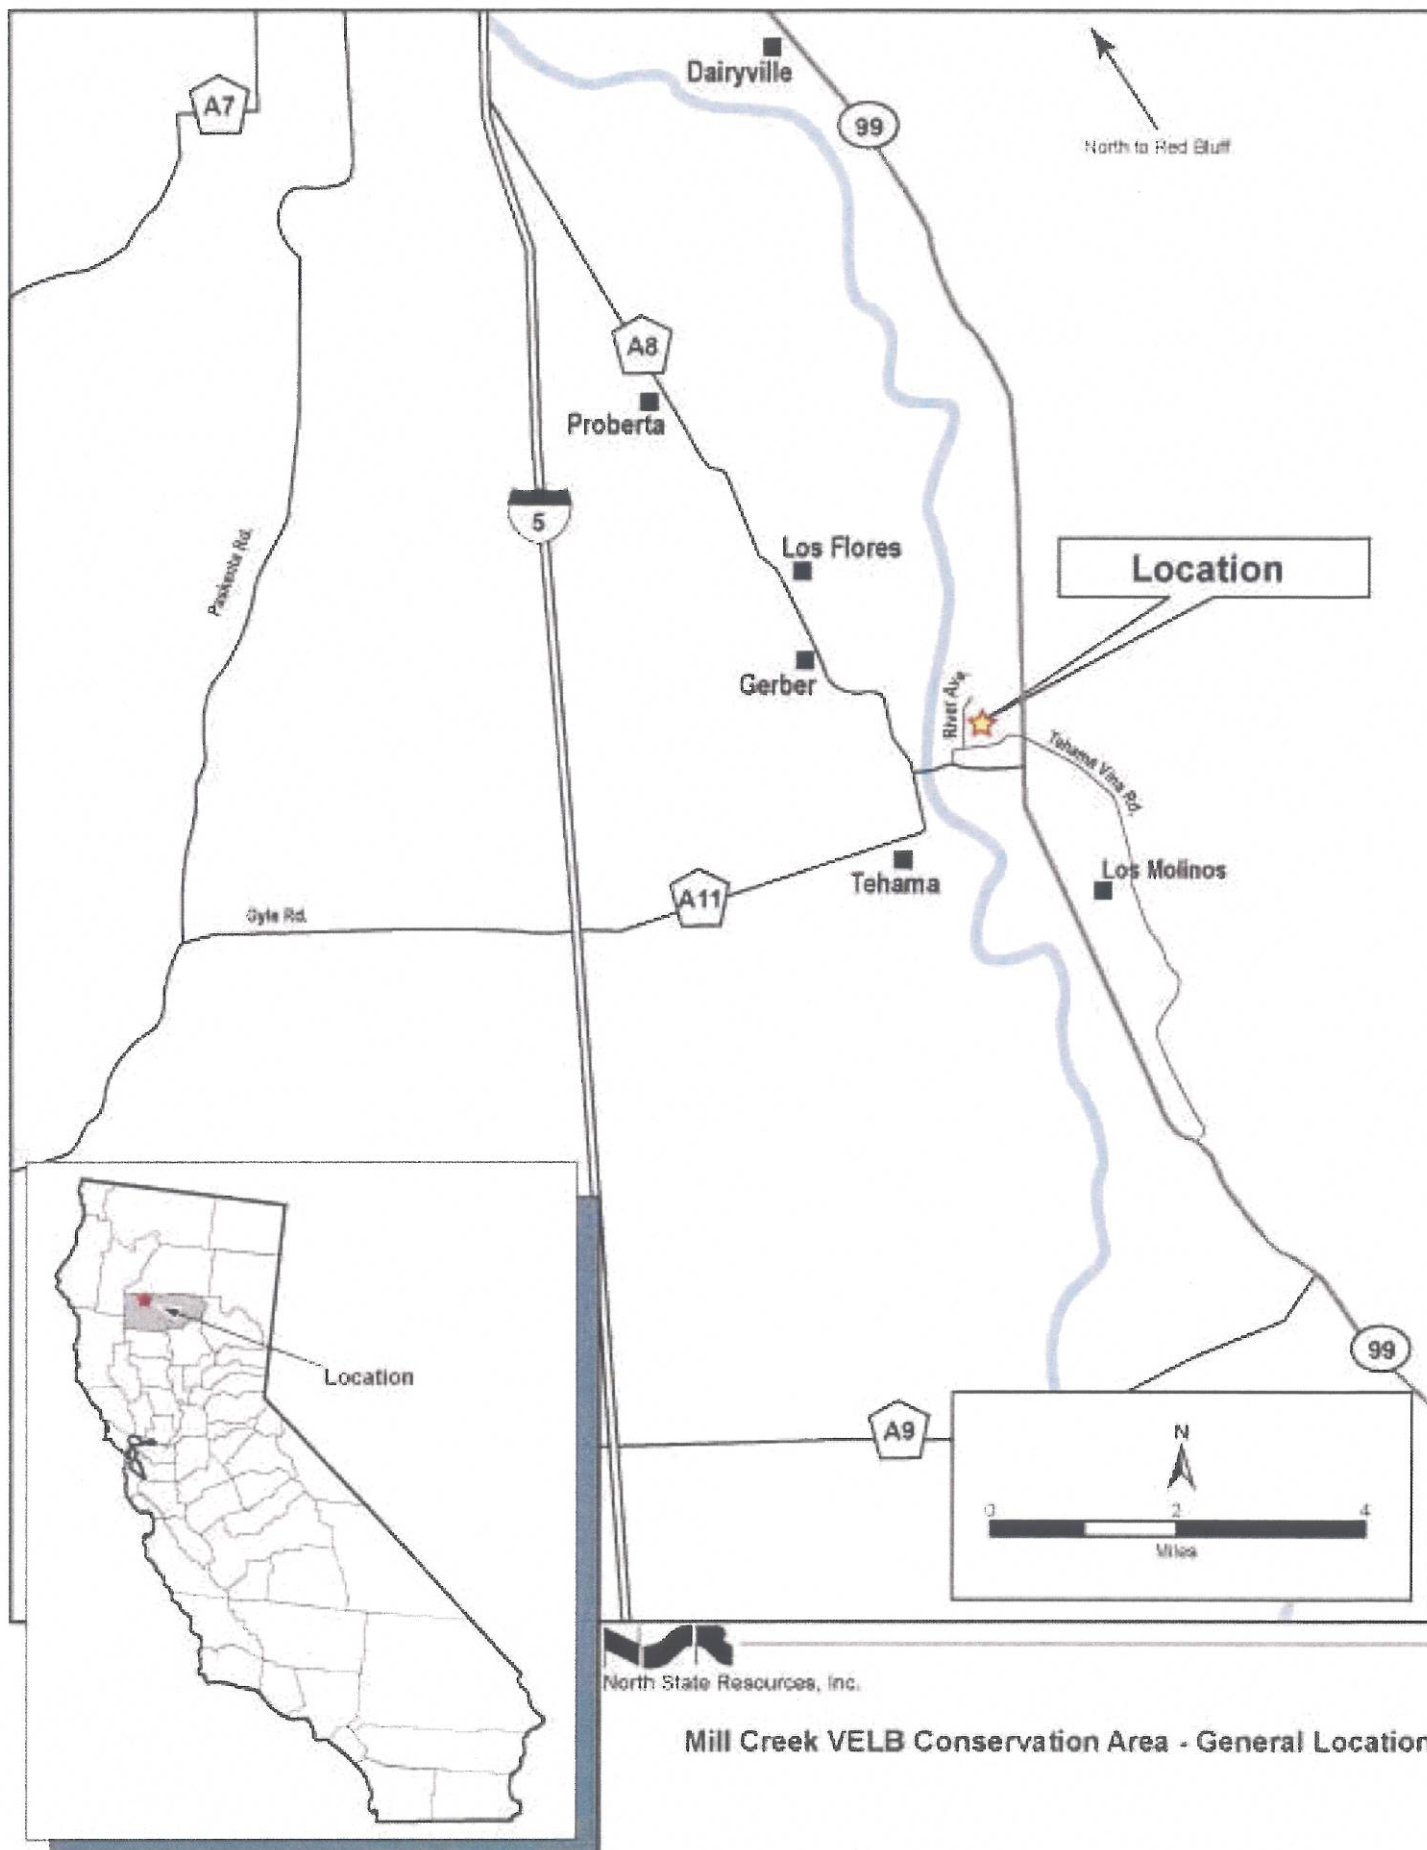 Dairyville
A7
99
North to Red Bluff
A8
Proberta
5
Los Flores
Location
Paskenta Rd.
Gerber
River Ave.
Tehama Vina Rd.
Los Molinos
Tehama
A11
Gyle Rd.
Location
99
A9
N
0 2 4
Miles
North State Resources, Inc.
Mill Creek VELB Conservation Area - General Location